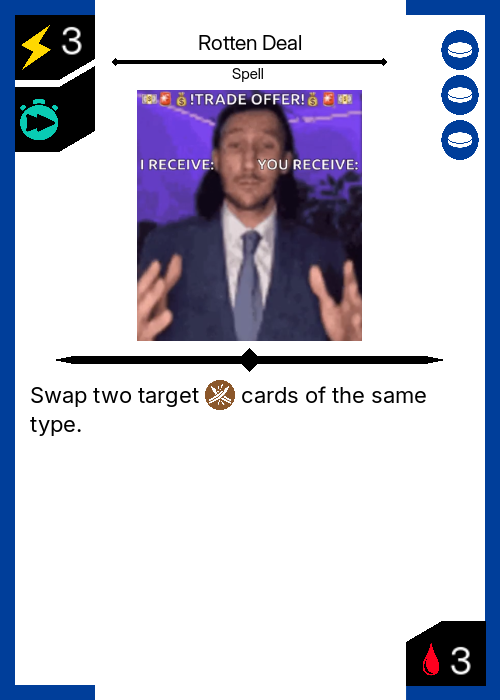 3
Rotten Deal
Spell
!TRADE OFFER!
I RECEIVE: YOU RECEIVE:
Swap two target cards of the same
type.
3